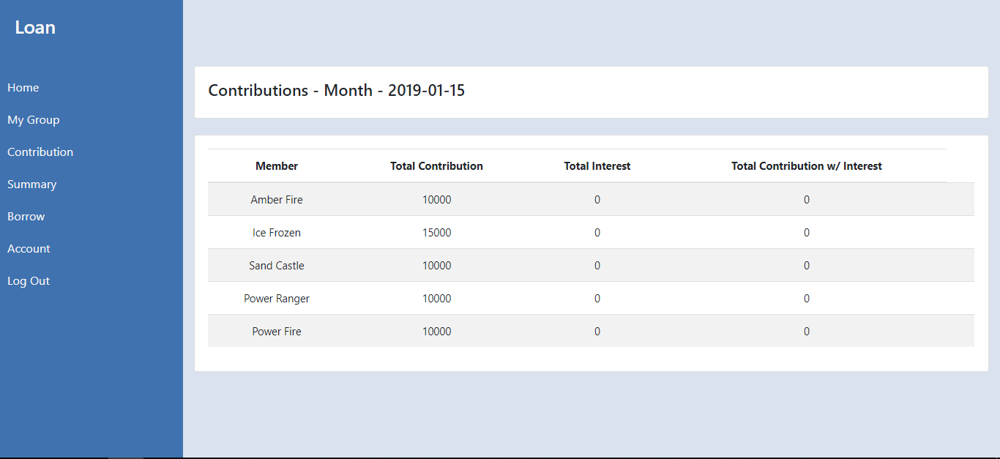 Loan
Home
My Group
Contribution
Summary
Borrow
Account
Log Out
Contributions - Month - 2019-01-15
Member Total Contribution Total Interest Total Contribution w/ Interest
Amber Fire 10000 0 0
Ice Frozen 15000 0 0
Sand Castle 10000 0 0
Power Ranger 10000 0 0
Power Fire 10000 0 0